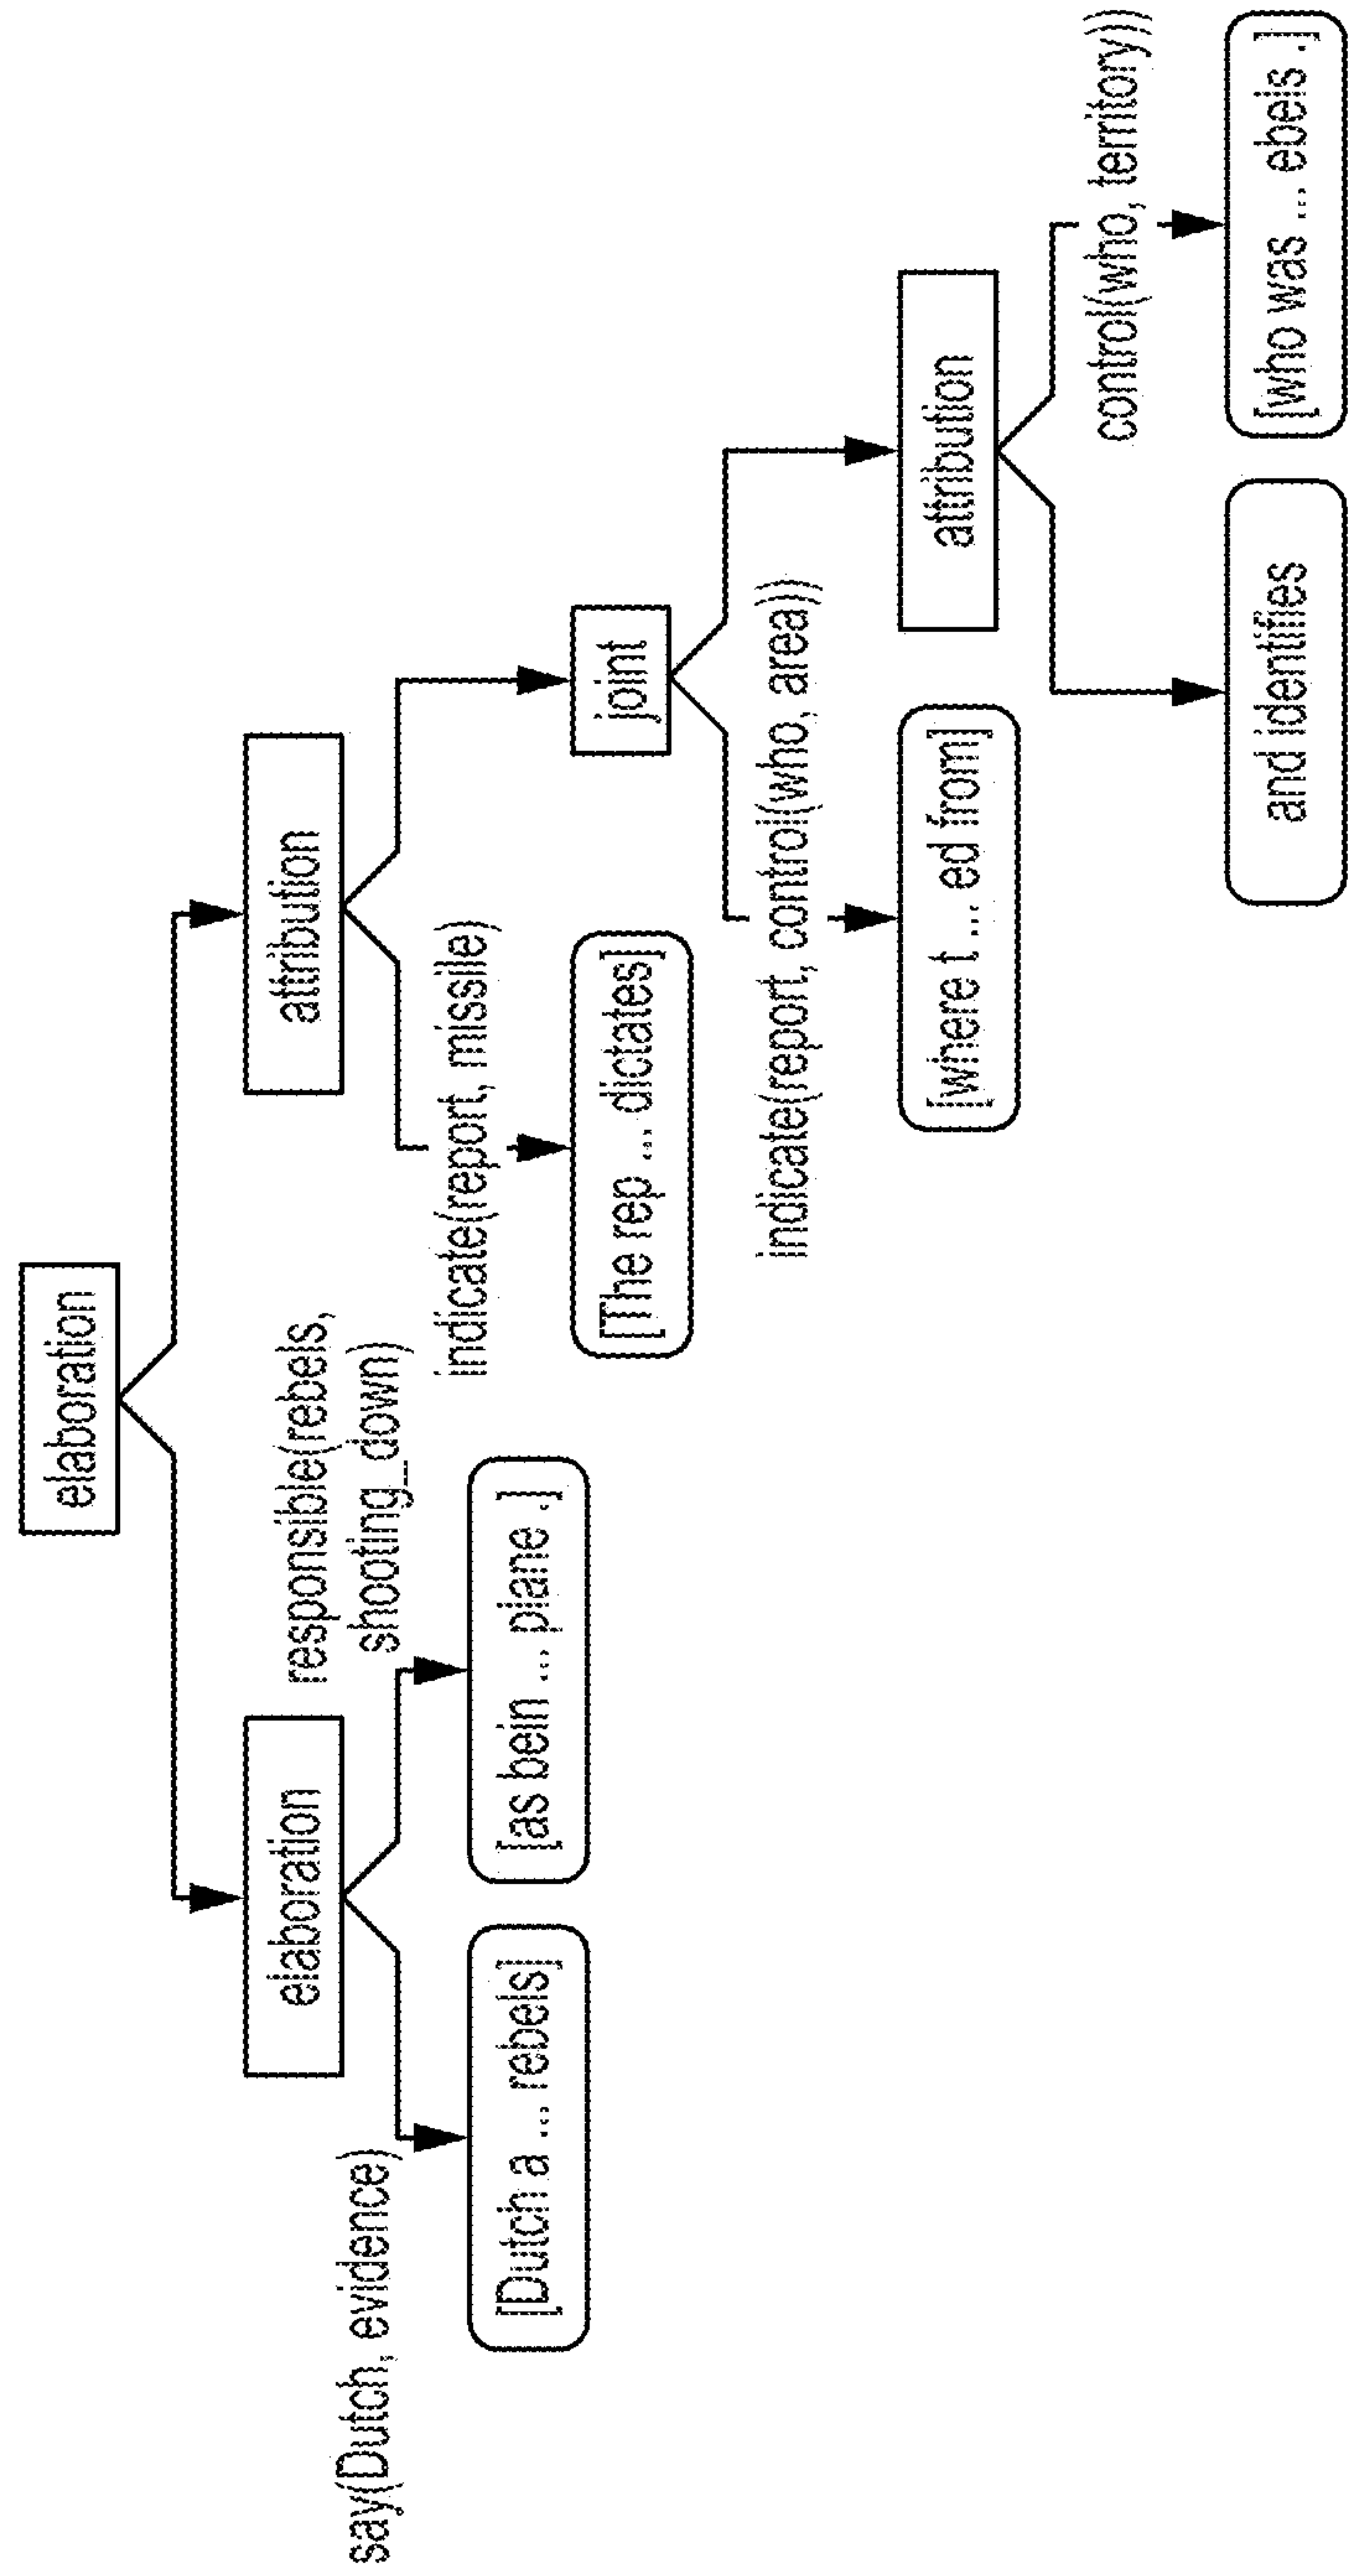 elaboration
elaboration
attribution
say(Dutch, evidence)
responsible(rebels,
shooting_down)
indicate(report, missile)
[Dutch a ... rebels]
[as bein ... plane .]
[The rep ... dictates]
joint
indicate(report, control(who, area))
[where t ... ed from]
attribution
control(who, territory))
and identifies
[who was ... ebels .]